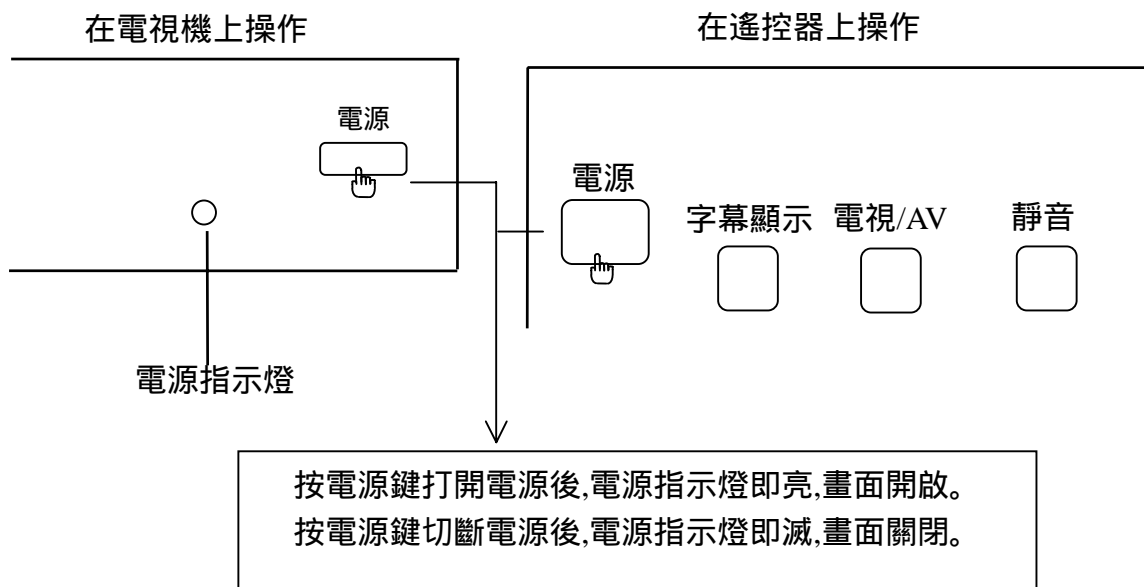 在電視機上操作
在遙控器上操作
電源
電源
字幕顯示
電視/AV
靜音
電源指示燈
按電源鍵打開電源後,電源指示燈即亮,畫面開啟。
按電源鍵切斷電源後,電源指示燈即滅,畫面關閉。